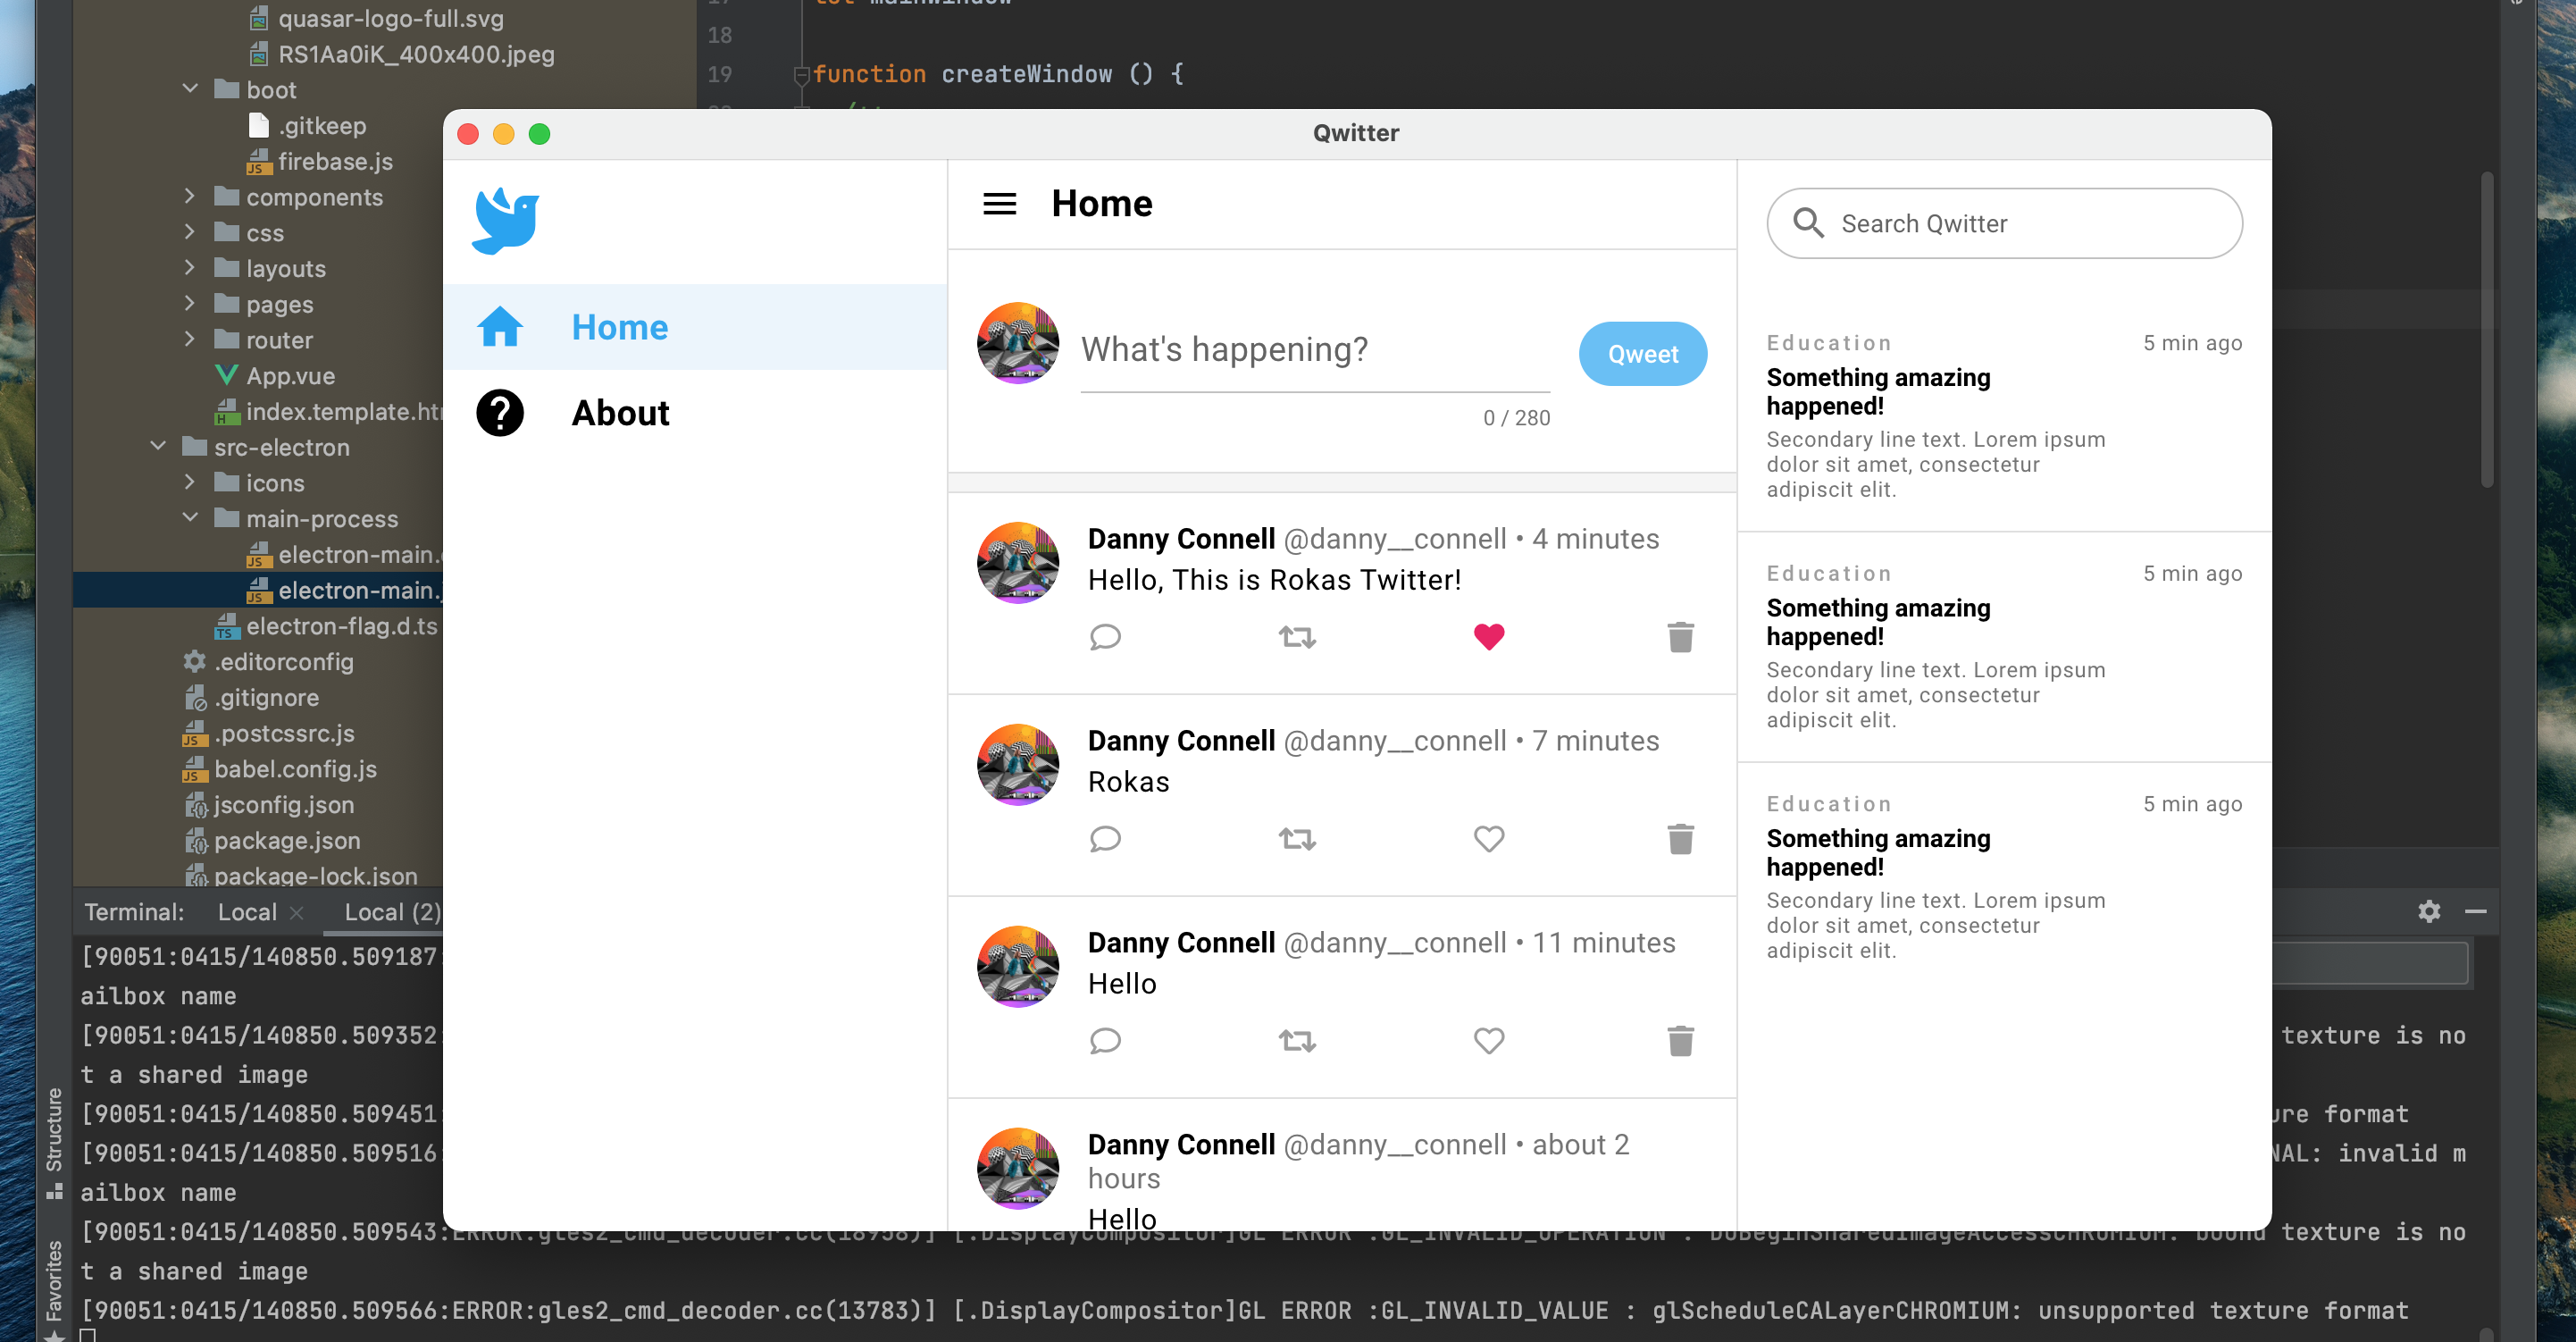 quasar-logo-full.svg
RS1Aa0iK_400x400.jpeg
boot
.gitkeep
firebase.js
components
css
layouts
pages
router
App.vue
index.template.ht
src-electron
icons
main-process
electron-main.
electron-main.
electron-flag.d.ts
.editorconfig
.gitignore
.postcssrc.js
babel.config.js
jsconfig.json
package.json
package-lock.json
18
19 function createWindow () {
Qwitter
Home
About
Home
What's happening?
Qweet
0 / 280
Danny Connell @danny__connell • 4 minutes
Hello, This is Rokas Twitter!
Danny Connell @danny__connell • 7 minutes
Rokas
Danny Connell @danny__connell • 11 minutes
Hello
Danny Connell @danny__connell • about 2
hours
Hello
Search Qwitter
Education 5 min ago
Something amazing
happened!
Secondary line text. Lorem ipsum
dolor sit amet, consectetur
adipiscit elit.
Education 5 min ago
Something amazing
happened!
Secondary line text. Lorem ipsum
dolor sit amet, consectetur
adipiscit elit.
Education 5 min ago
Something amazing
happened!
Secondary line text. Lorem ipsum
dolor sit amet, consectetur
adipiscit elit.
Structure
Favorites
Terminal: Local Local (2)
[90051:0415/140850.509187:
ailbox name
[90051:0415/140850.509352: texture is no
t a shared image
[90051:0415/140850.509451: ure format
[90051:0415/140850.509516: NAL: invalid m
ailbox name
[90051:0415/140850.509543:ERROR:gles2_cmd_decoder.cc(18958)] [.DisplayCompositor]GL ERROR :GL_INVALID_OPERATION : DoBeginSharedImageAccessCHROMIUM: bound texture is no
t a shared image
[90051:0415/140850.509566:ERROR:gles2_cmd_decoder.cc(13783)] [.DisplayCompositor]GL ERROR :GL_INVALID_VALUE : glScheduleCALayerCHROMIUM: unsupported texture format